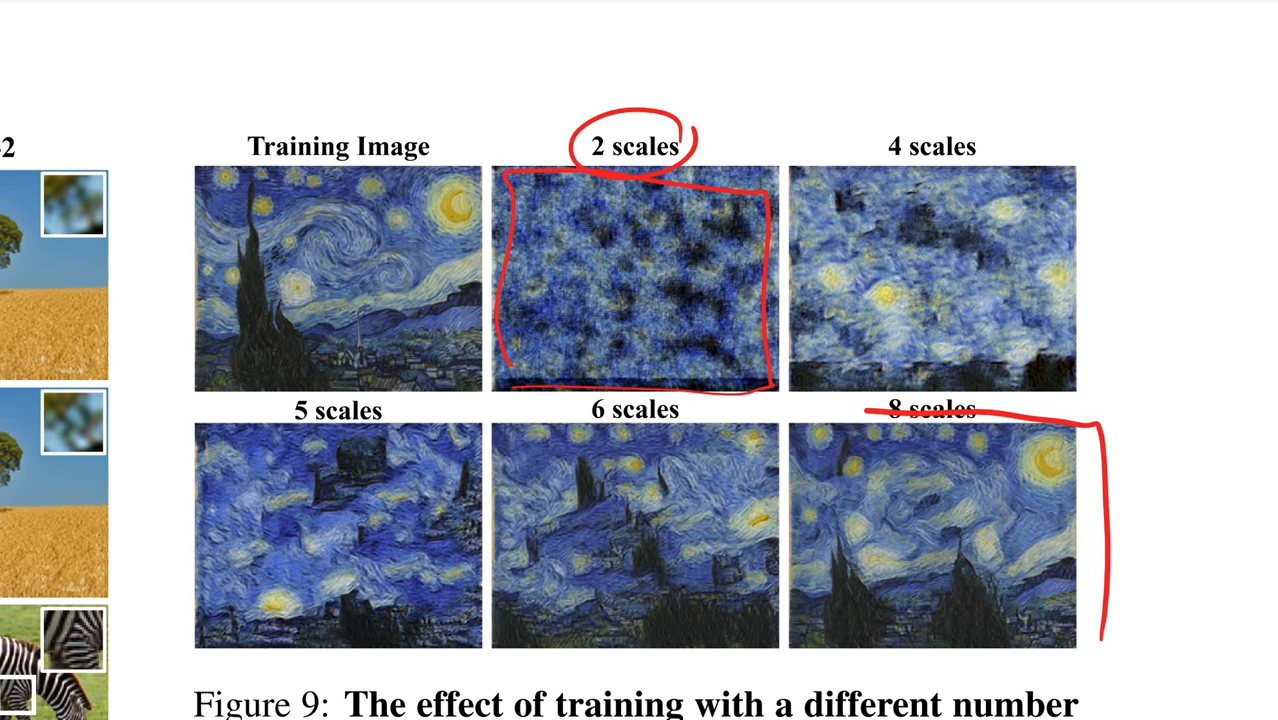 -2
Training Image
2 scales
4 scales
5 scales
6 scales
8 scales
Figure 9: The effect of training with a different number